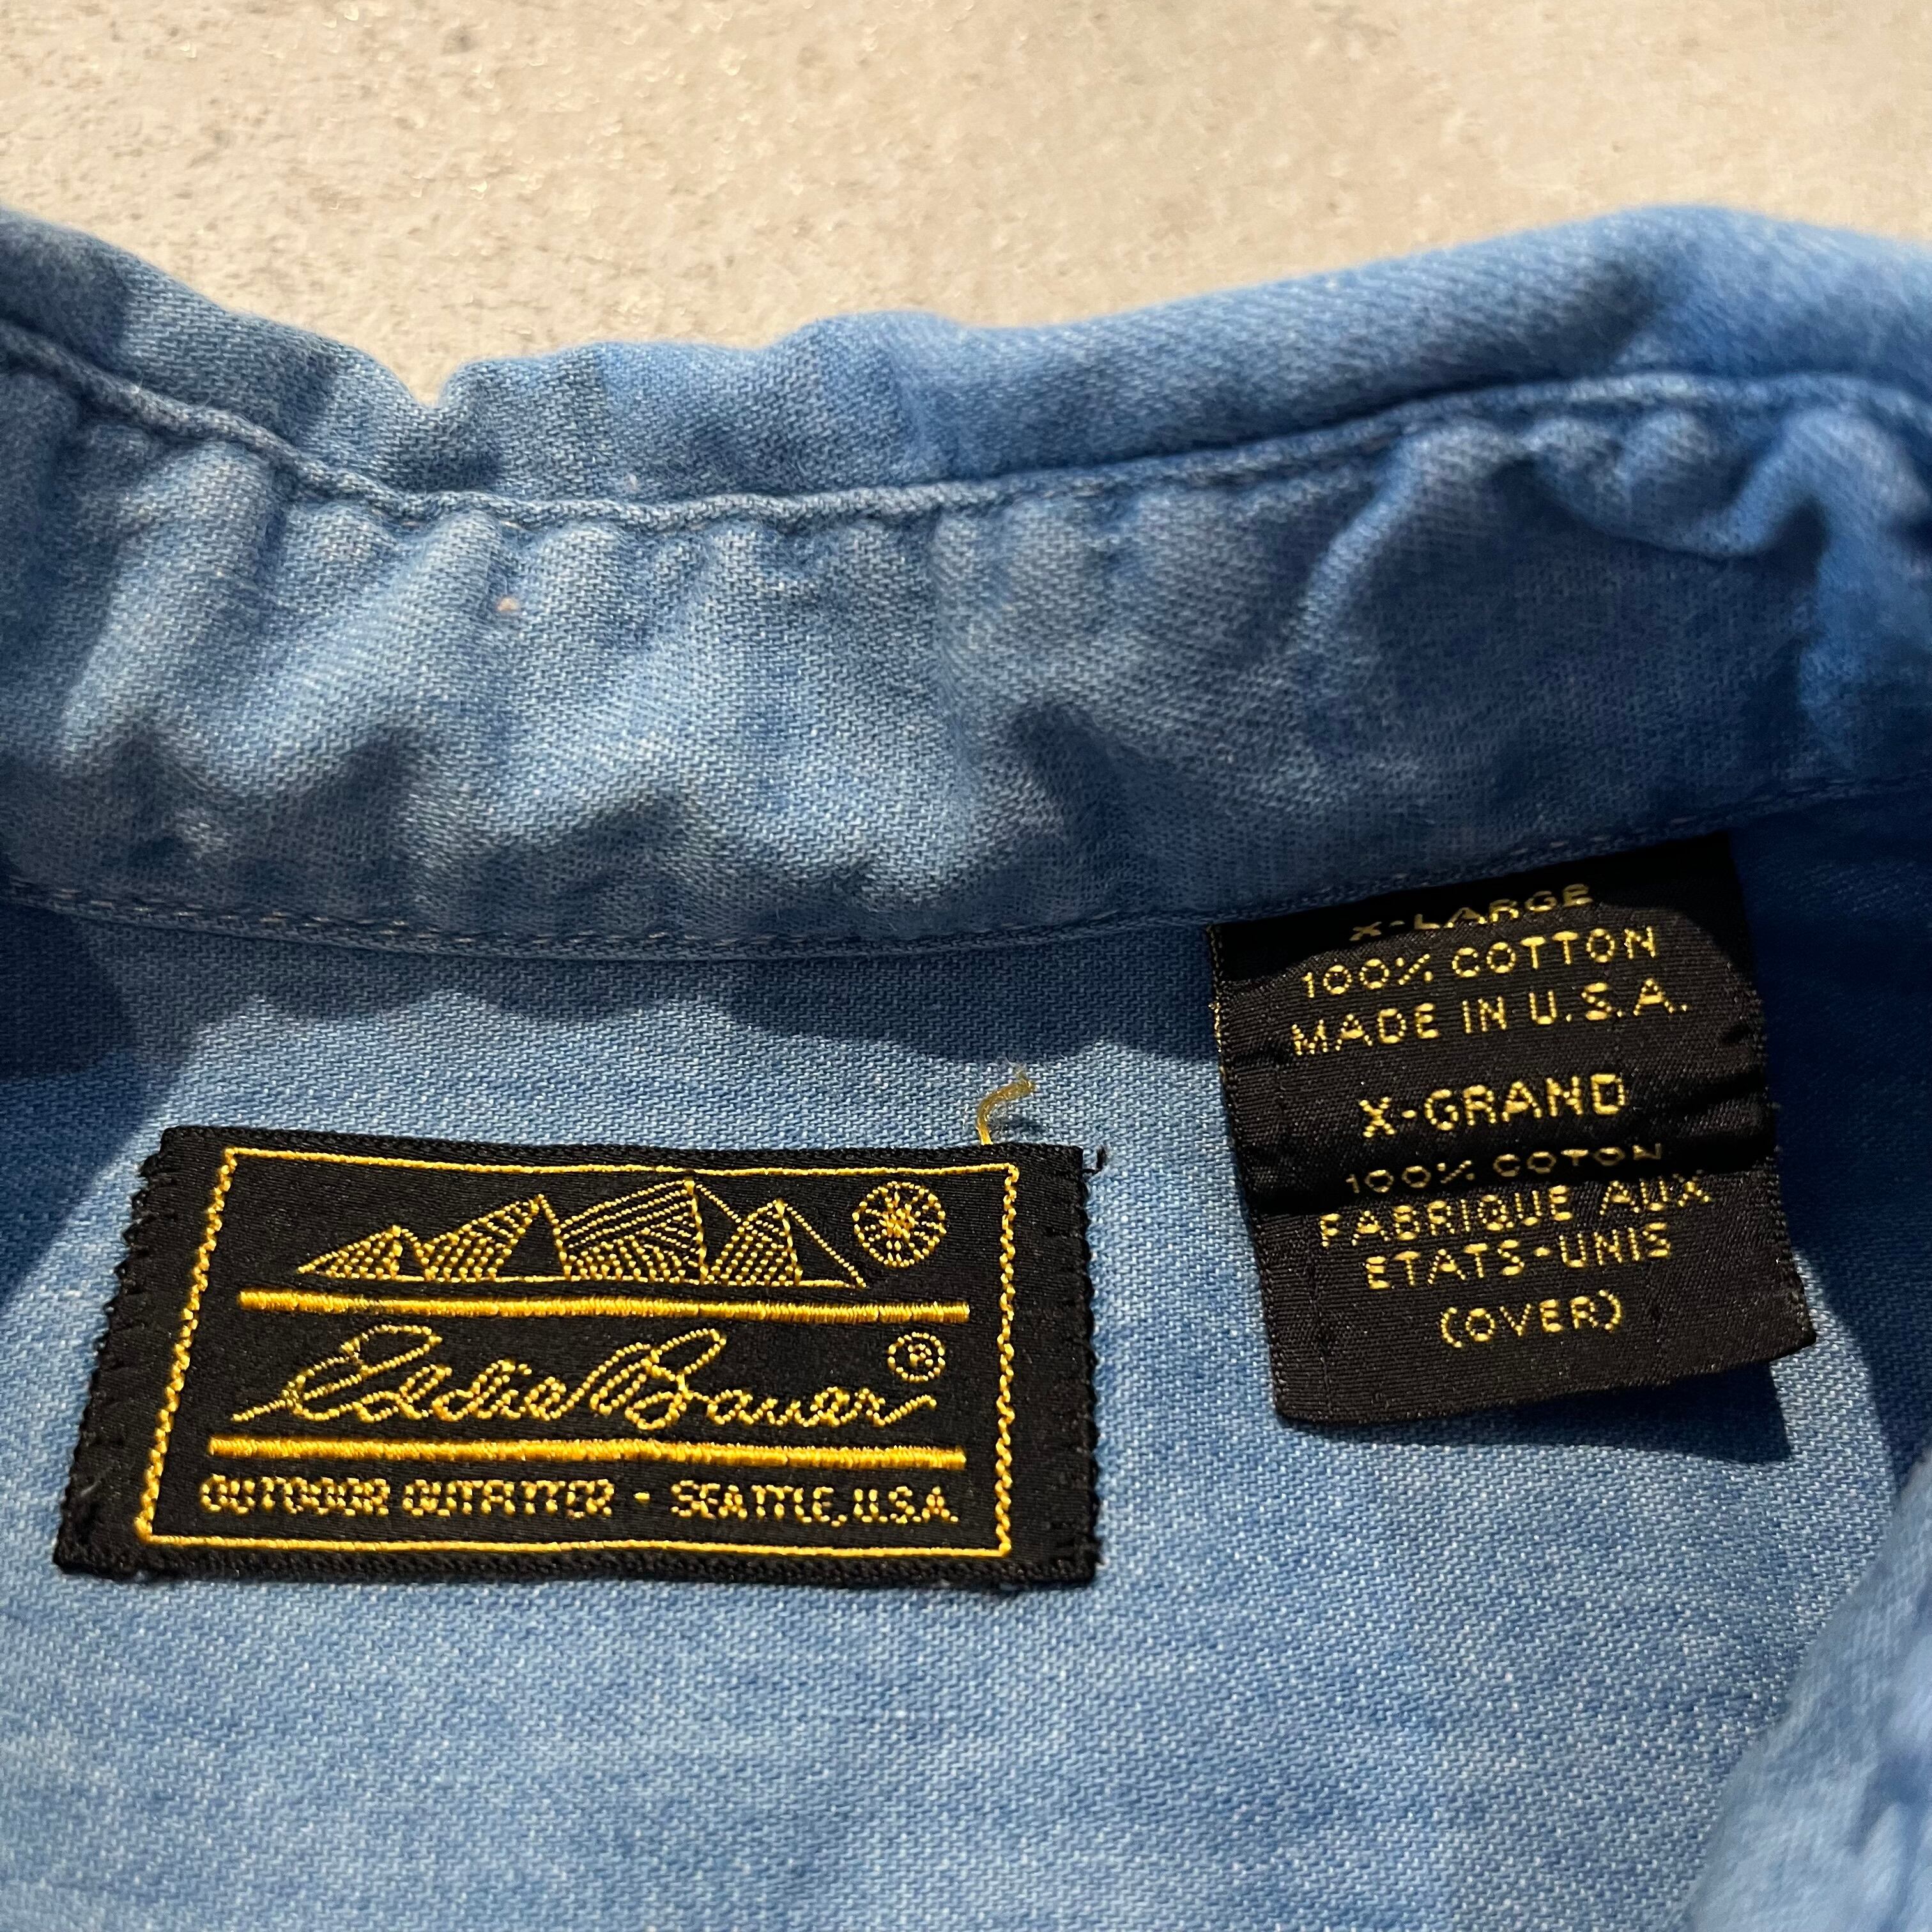 Eddie Bauer ®
OUTDOOR OUTFITTER - SEATTLE, U.S.A.
X-LARGE
100% COTTON
MADE IN U.S.A.
X-GRAND
100% COTON
FABRIQUE AUX
ETATS-UNIS
(OVER)